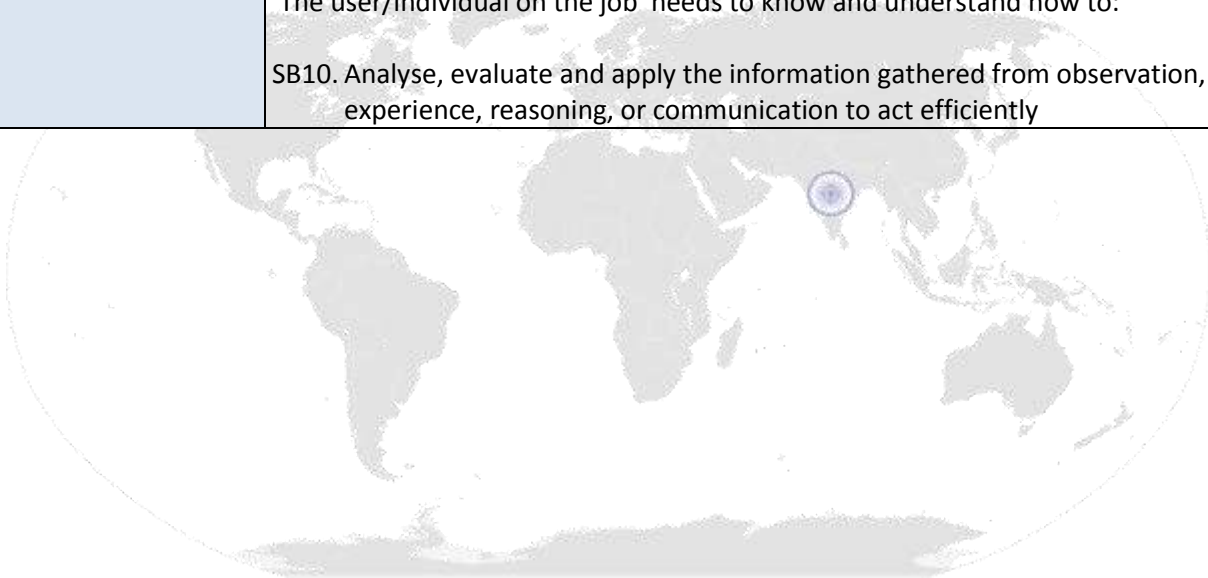 The user/individual on the job needs to know and understand how to:
SB10. Analyse, evaluate and apply the information gathered from observation,
experience, reasoning, or communication to act efficiently